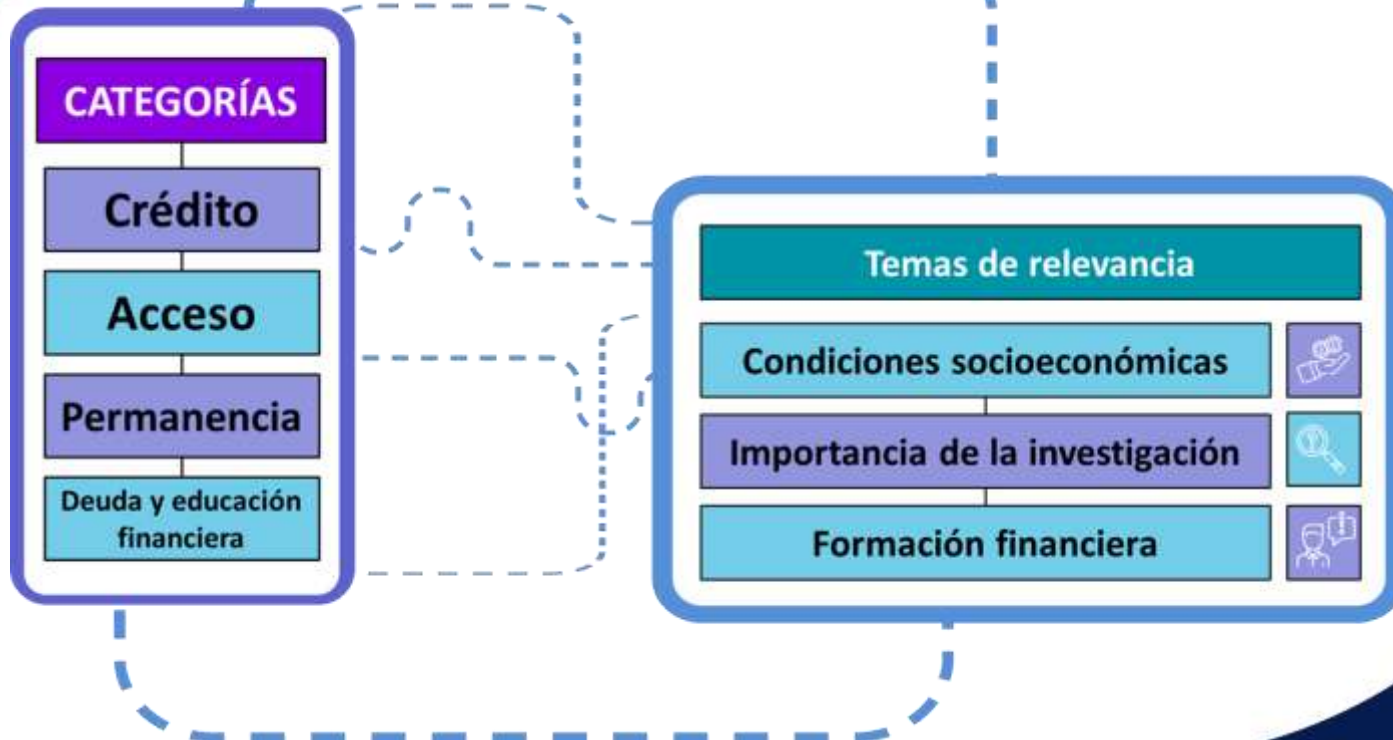 CATEGORÍAS
Crédito
Acceso
Permanencia
Deuda y educación
financiera
Temas de relevancia
Condiciones socioeconómicas
Importancia de la investigación
Formación financiera